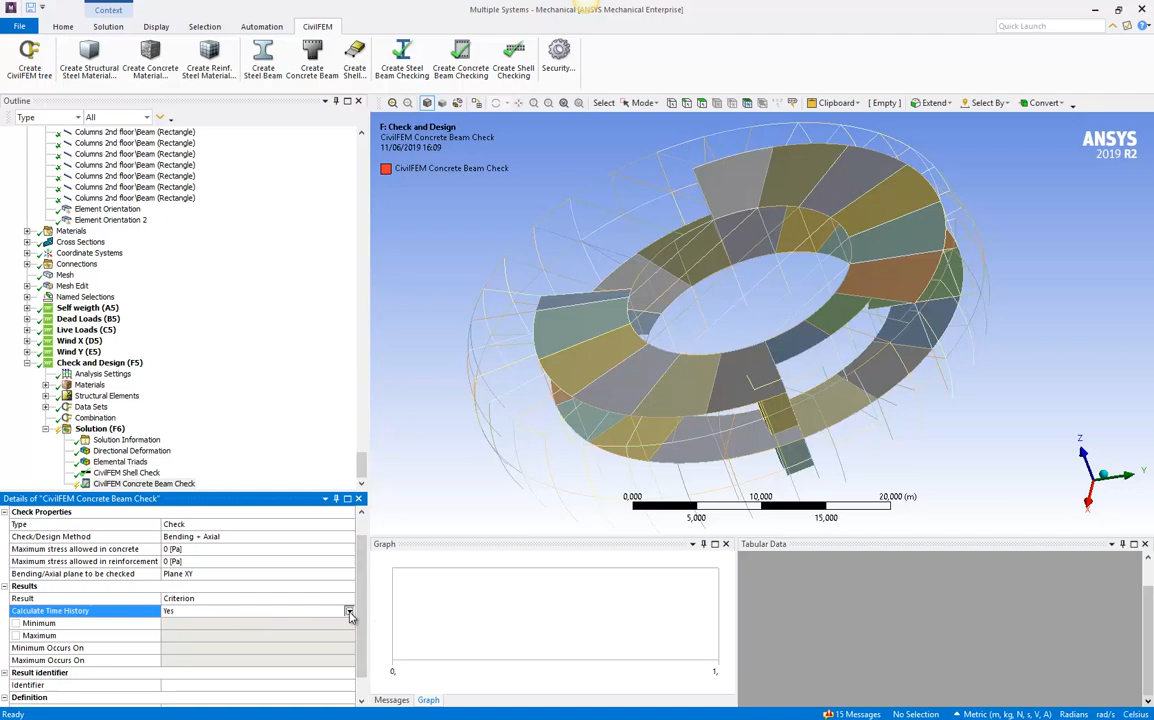 Context
Multiple Systems - Mechanical [ANSYS Mechanical Enterprise]
File Home Solution Display Selection Automation CivilFEM
Quick Launch
Create CivilFEM tree
Create Structural Steel Material...
Create Concrete Material...
Create Reinf. Steel Material...
Create Steel Beam
Create Concrete Beam
Create Shell...
Create Steel Beam Checking
Create Concrete Beam Checking
Create Shell Checking
Security...
Outline
Select Mode Clipboard [ Empty ] Extend Select By Convert
Type All
Columns 2nd floor\Beam (Rectangle)
Columns 2nd floor\Beam (Rectangle)
Columns 2nd floor\Beam (Rectangle)
Columns 2nd floor\Beam (Rectangle)
Columns 2nd floor\Beam (Rectangle)
Columns 2nd floor\Beam (Rectangle)
Columns 2nd floor\Beam (Rectangle)
Element Orientation
Element Orientation 2
Materials
Cross Sections
Coordinate Systems
Connections
Mesh
Mesh Edit
Named Selections
Self weigth (A5)
Dead Loads (B5)
Live Loads (C5)
Wind X (D5)
Wind Y (E5)
Check and Design (F5)
Analysis Settings
Materials
Structural Elements
Data Sets
Combination
Solution (F6)
Solution Information
Directional Deformation
Elemental Triads
CivilFEM Shell Check
CivilFEM Concrete Beam Check
F: Check and Design
CivilFEM Concrete Beam Check
11/06/2019 16:09
CivilFEM Concrete Beam Check
ANSYS
2019 R2
Z
Y
X
0,000 10,000 20,000 (m)
5,000 15,000
Details of "CivilFEM Concrete Beam Check"
Check Properties
Type Check
Check/Design Method Bending + Axial
Maximum stress allowed in concrete 0 [Pa]
Maximum stress allowed in reinforcement 0 [Pa]
Bending/Axial plane to be checked Plane XY
Results
Result Criterion
Calculate Time History Yes
Minimum
Maximum
Minimum Occurs On
Maximum Occurs On
Result identifier
Identifier
Definition
Graph
0, 1,
Messages Graph
Tabular Data
Ready
15 Messages No Selection Metric (m, kg, N, s, V, A) Radians rad/s Celsius